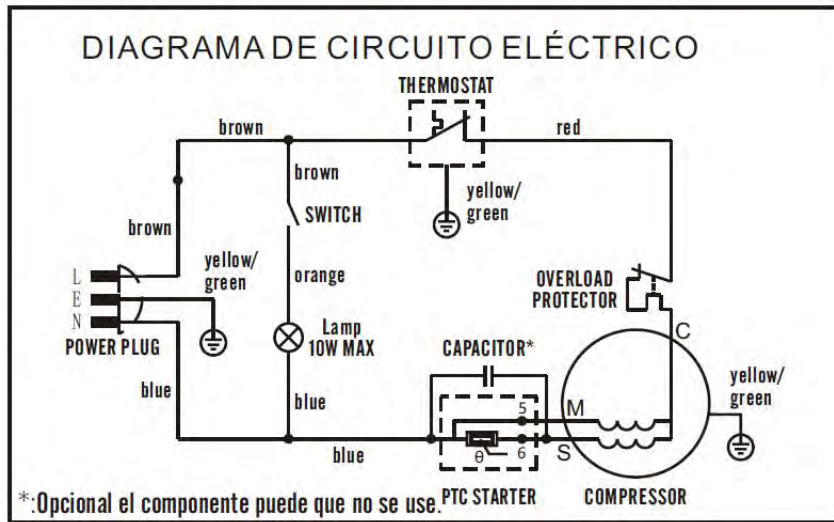 DIAGRAMA DE CIRCUITO ELÉCTRICO
THERMOSTAT
brown
red
brown
yellow/
green
SWITCH
brown
yellow/
green
orange
OVERLOAD
PROTECTOR
L
E
N
POWER PLUG
Lamp
10W MAX
CAPACITOR*
C
yellow/
green
blue
blue
5
M
blue
θ
6
S
*:Opcional el componente puede que no se use.
PTC STARTER
COMPRESSOR